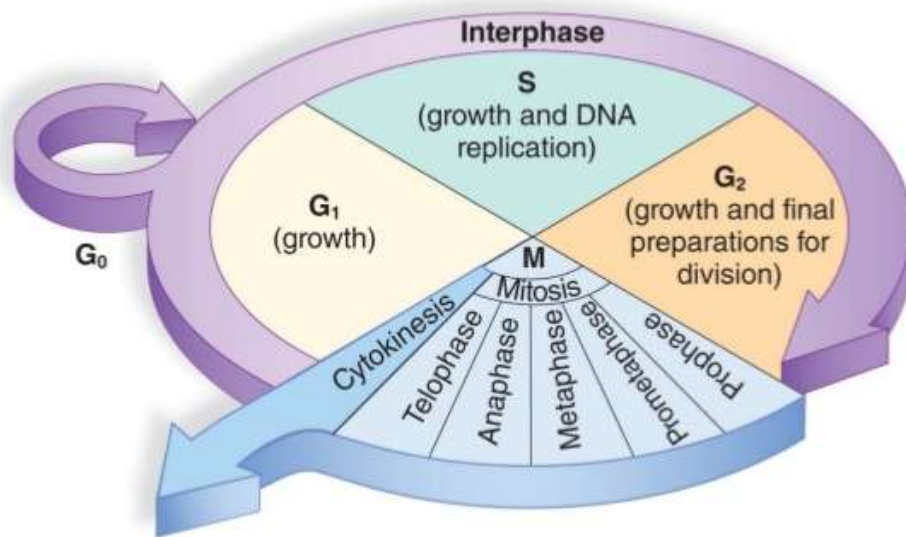 Interphase
S
(growth and DNA
replication)
G₁
(growth)
G₂
(growth and final
preparations for
division)
G₀
M
Mitosis
Cytokinesis
Telophase
Anaphase
Metaphase
Prometaphase
Prophase